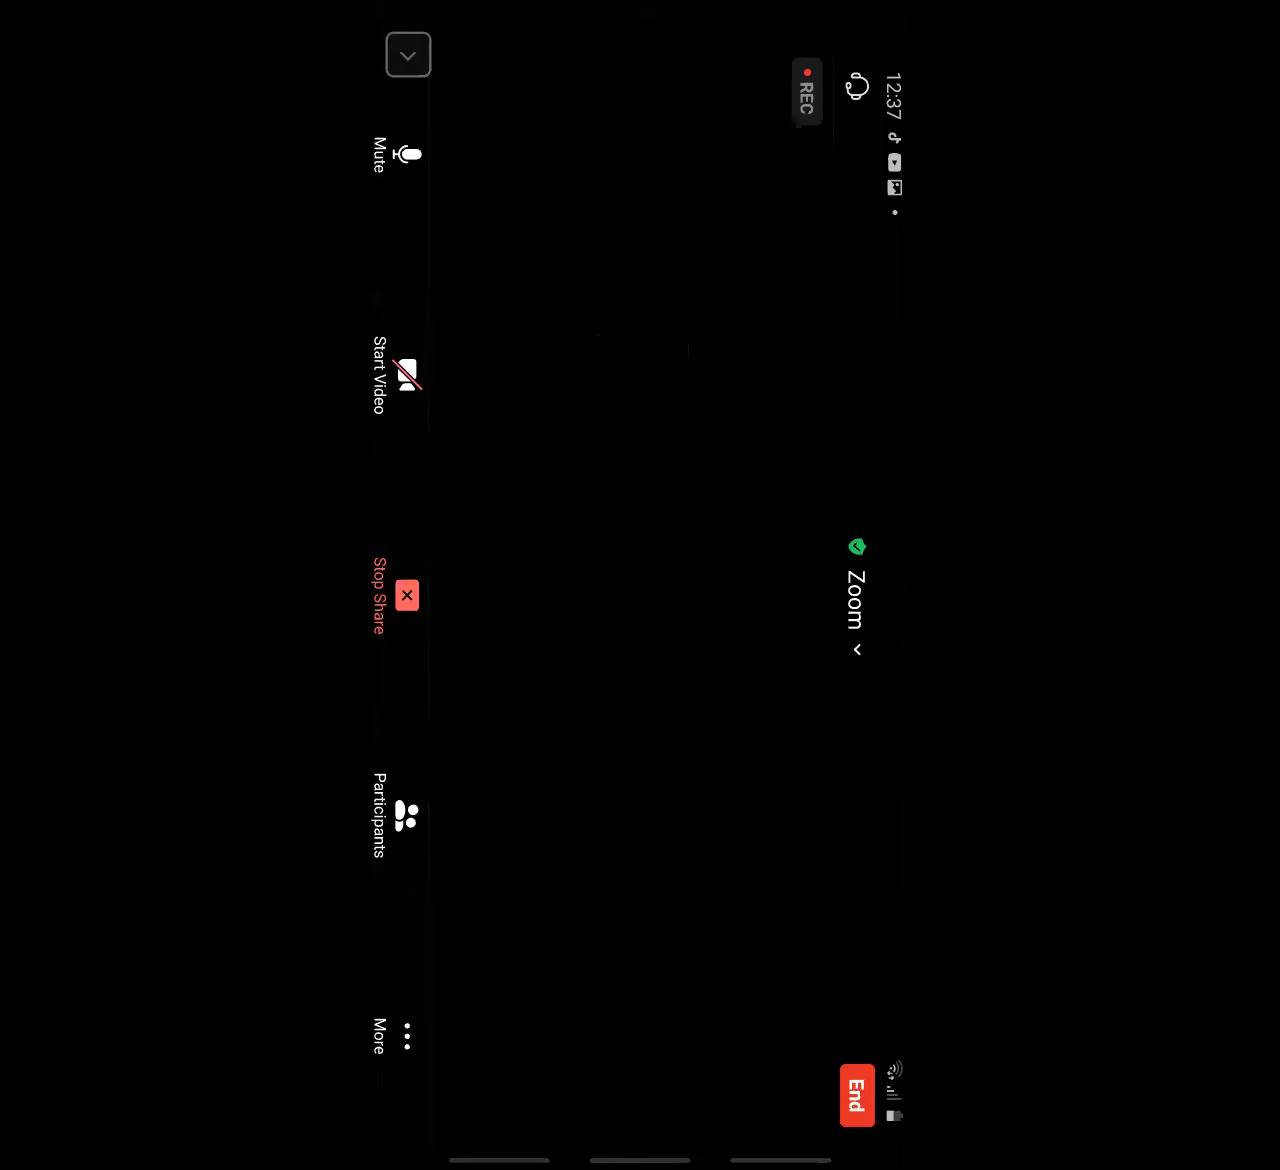 12:37
Zoom
End
REC
Mute
Start Video
Stop Share
Participants
More